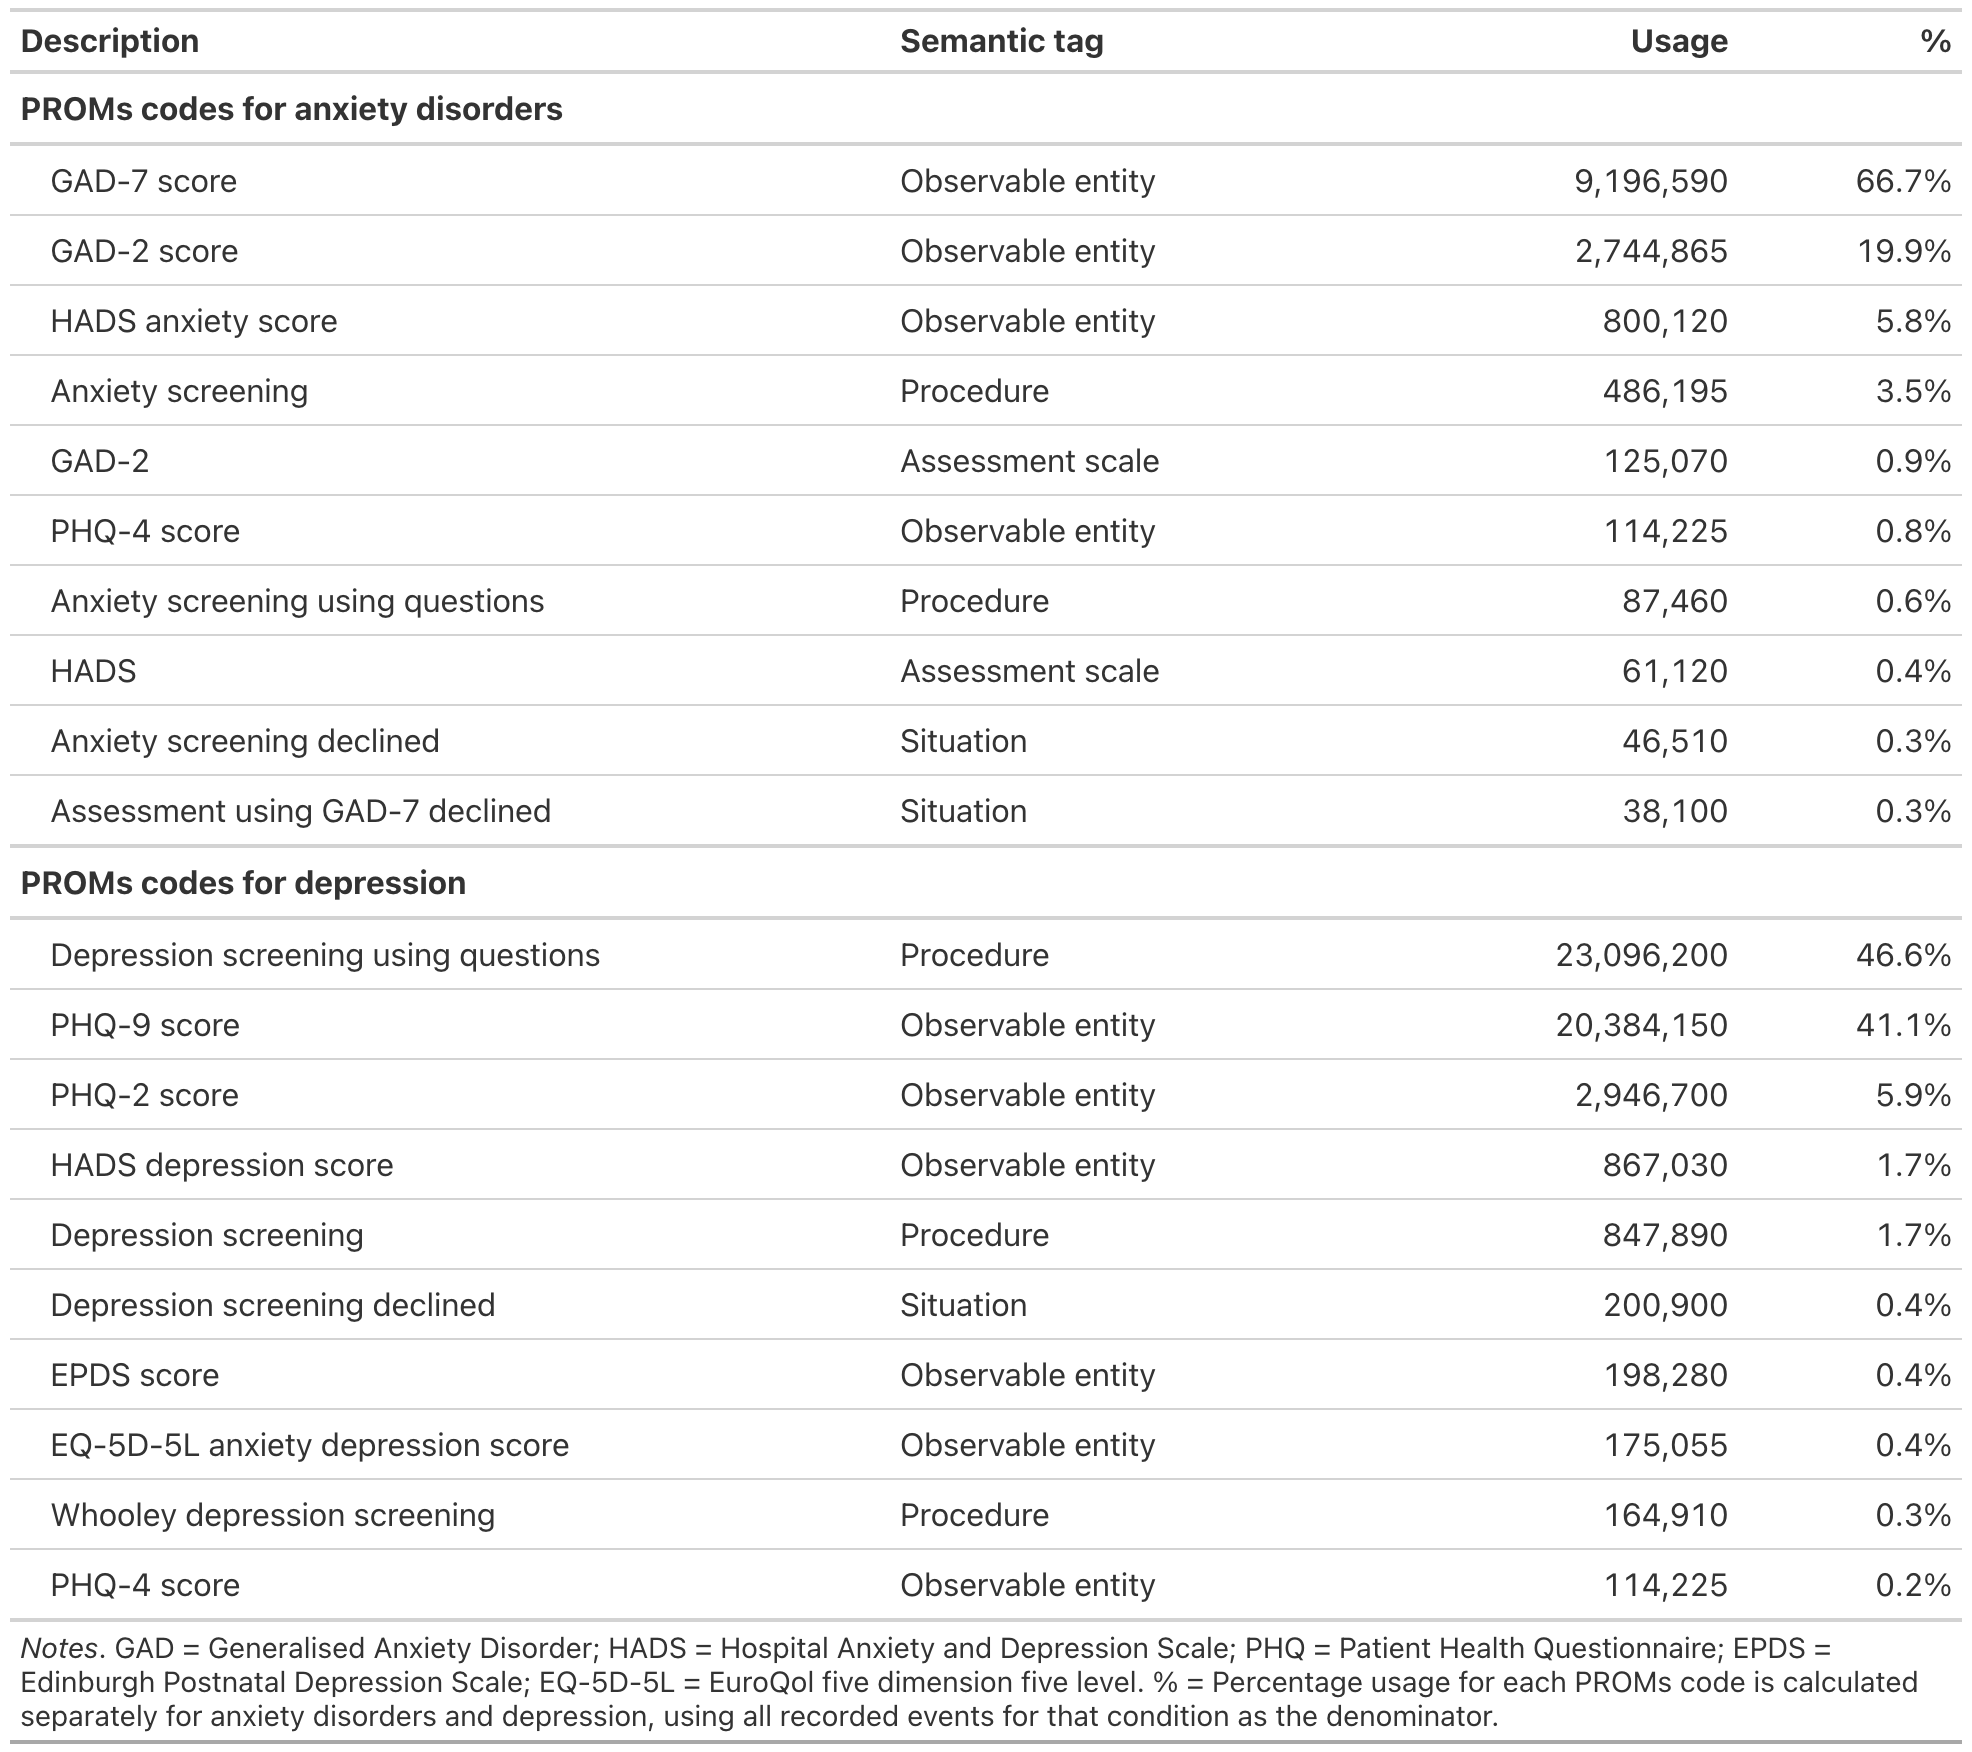 Description Semantic tag Usage %
PROMs codes for anxiety disorders
GAD-7 score Observable entity 9,196,590 66.7%
GAD-2 score Observable entity 2,744,865 19.9%
HADS anxiety score Observable entity 800,120 5.8%
Anxiety screening Procedure 486,195 3.5%
GAD-2 Assessment scale 125,070 0.9%
PHQ-4 score Observable entity 114,225 0.8%
Anxiety screening using questions Procedure 87,460 0.6%
HADS Assessment scale 61,120 0.4%
Anxiety screening declined Situation 46,510 0.3%
Assessment using GAD-7 declined Situation 38,100 0.3%
PROMs codes for depression
Depression screening using questions Procedure 23,096,200 46.6%
PHQ-9 score Observable entity 20,384,150 41.1%
PHQ-2 score Observable entity 2,946,700 5.9%
HADS depression score Observable entity 867,030 1.7%
Depression screening Procedure 847,890 1.7%
Depression screening declined Situation 200,900 0.4%
EPDS score Observable entity 198,280 0.4%
EQ-5D-5L anxiety depression score Observable entity 175,055 0.4%
Whooley depression screening Procedure 164,910 0.3%
PHQ-4 score Observable entity 114,225 0.2%
Notes. GAD = Generalised Anxiety Disorder; HADS = Hospital Anxiety and Depression Scale; PHQ = Patient Health Questionnaire; EPDS =
Edinburgh Postnatal Depression Scale; EQ-5D-5L = EuroQol five dimension five level. % = Percentage usage for each PROMs code is calculated
separately for anxiety disorders and depression, using all recorded events for that condition as the denominator.